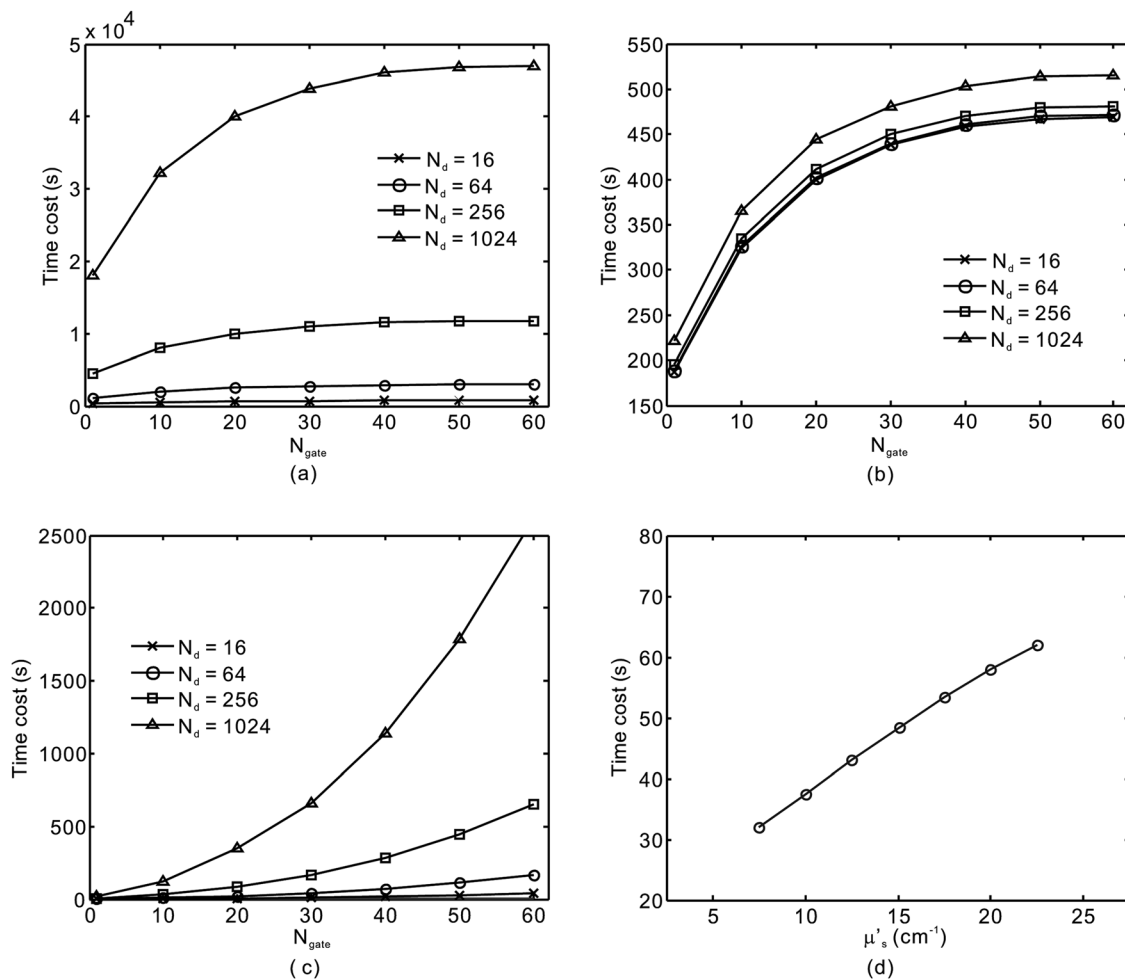 × 10⁴
5
4
3
2
1
0
Time cost (s)
N_d = 16
N_d = 64
N_d = 256
N_d = 1024
0 10 20 30 40 50 60
N_gate
(a)
500
450
400
350
300
250
200
150
Time cost (s)
N_d = 16
N_d = 64
N_d = 256
N_d = 1024
0 10 20 30 40 50 60
N_gate
(b)
2500
2000
1500
1000
500
0
Time cost (s)
N_d = 16
N_d = 64
N_d = 256
N_d = 1024
0 10 20 30 40 50 60
N_gate
(c)
80
70
60
50
40
30
20
Time cost (s)
5 10 15 20 25
μ'_s (cm⁻¹)
(d)